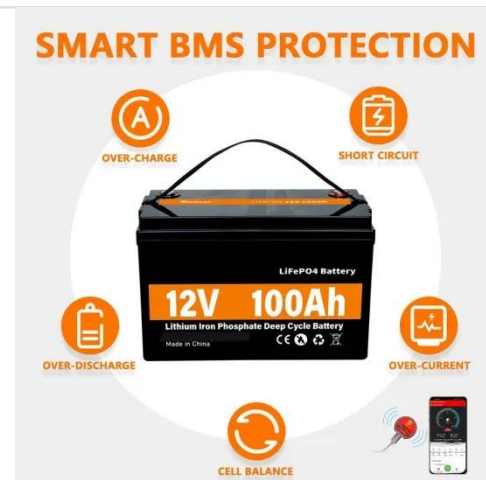 SMART BMS PROTECTION
OVER-CHARGE
SHORT CIRCUIT
LiFePO4 Battery
12V 100Ah
Lithium Iron Phosphate Deep Cycle Battery
Made in China
CE
OVER-DISCHARGE
OVER-CURRENT
CELL BALANCE